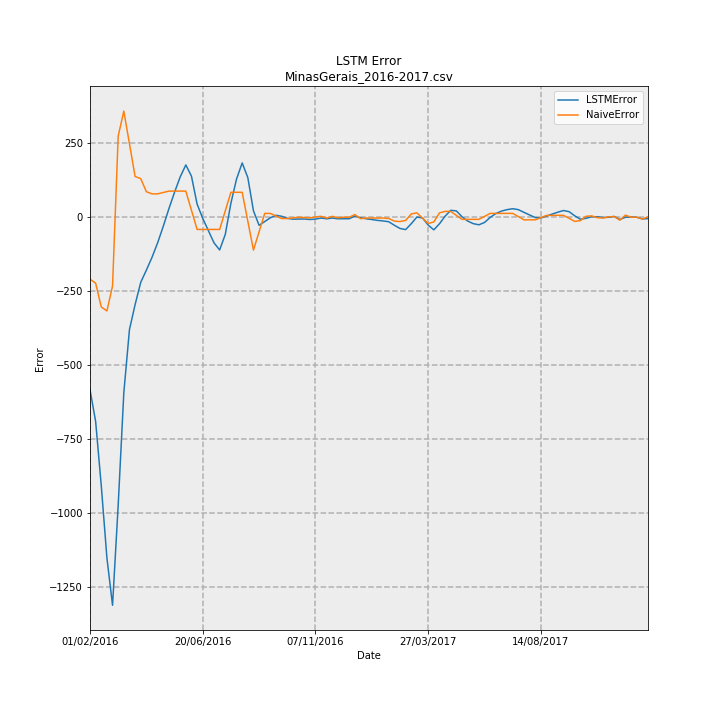 LSTM Error
MinasGerais_2016-2017.csv
LSTMError
NaiveError
250
0
−250
−500
−750
−1000
−1250
Error
01/02/2016 20/06/2016 07/11/2016 27/03/2017 14/08/2017
Date